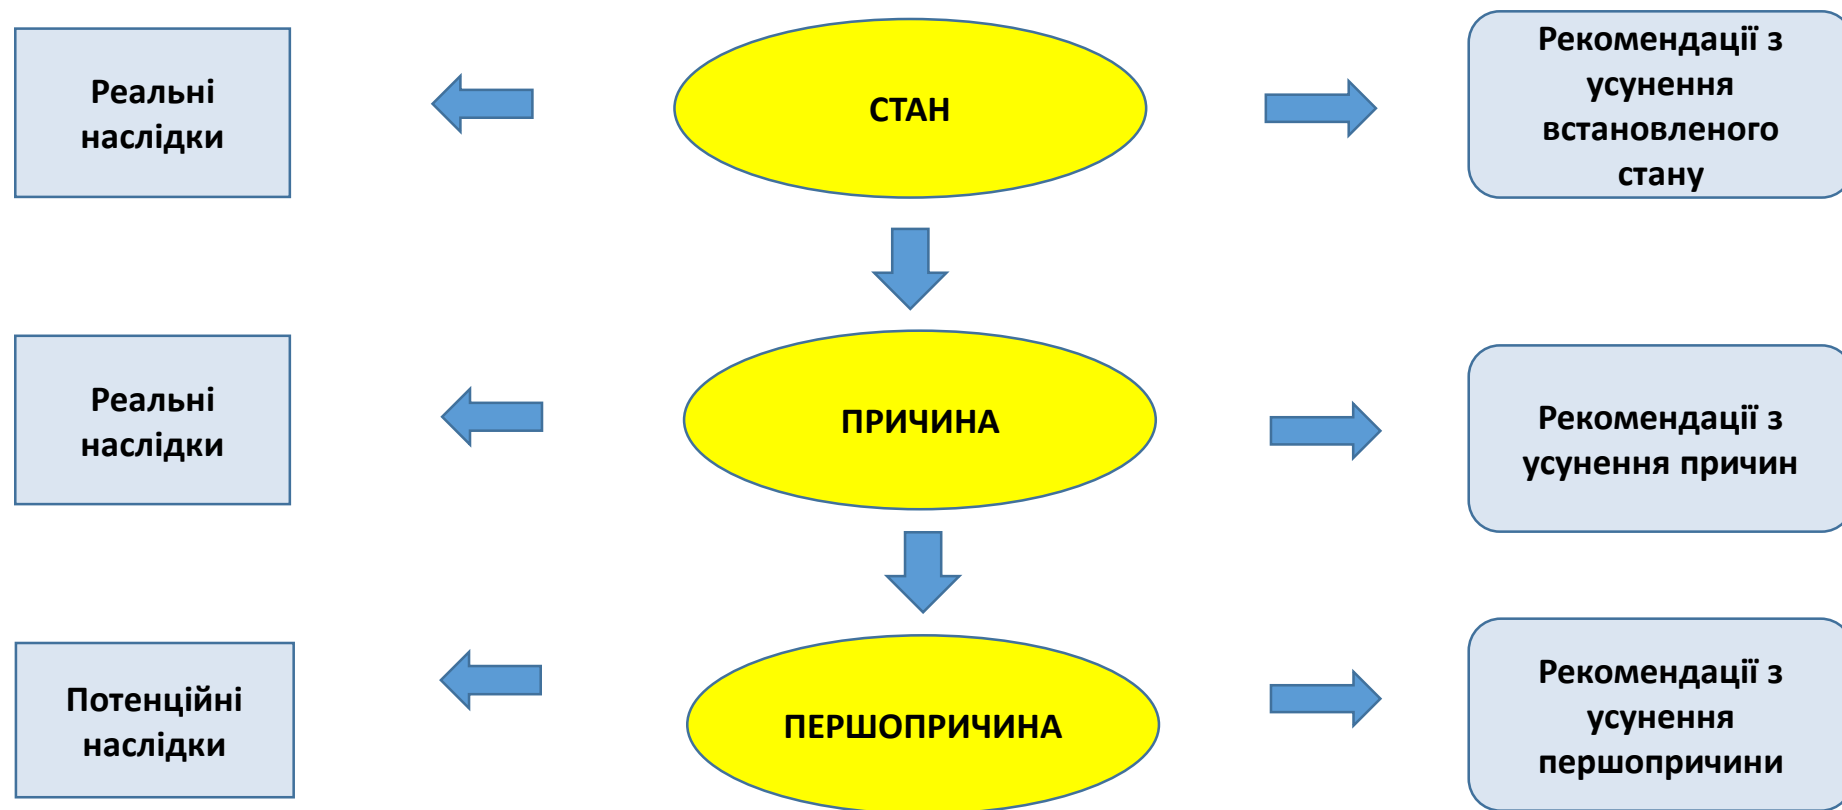 Реальні
наслідки
СТАН
Рекомендації з
усунення
встановленого
стану
Реальні
наслідки
ПРИЧИНА
Рекомендації з
усунення причин
Потенційні
наслідки
ПЕРШОПРИЧИНА
Рекомендації з
усунення
першопричини